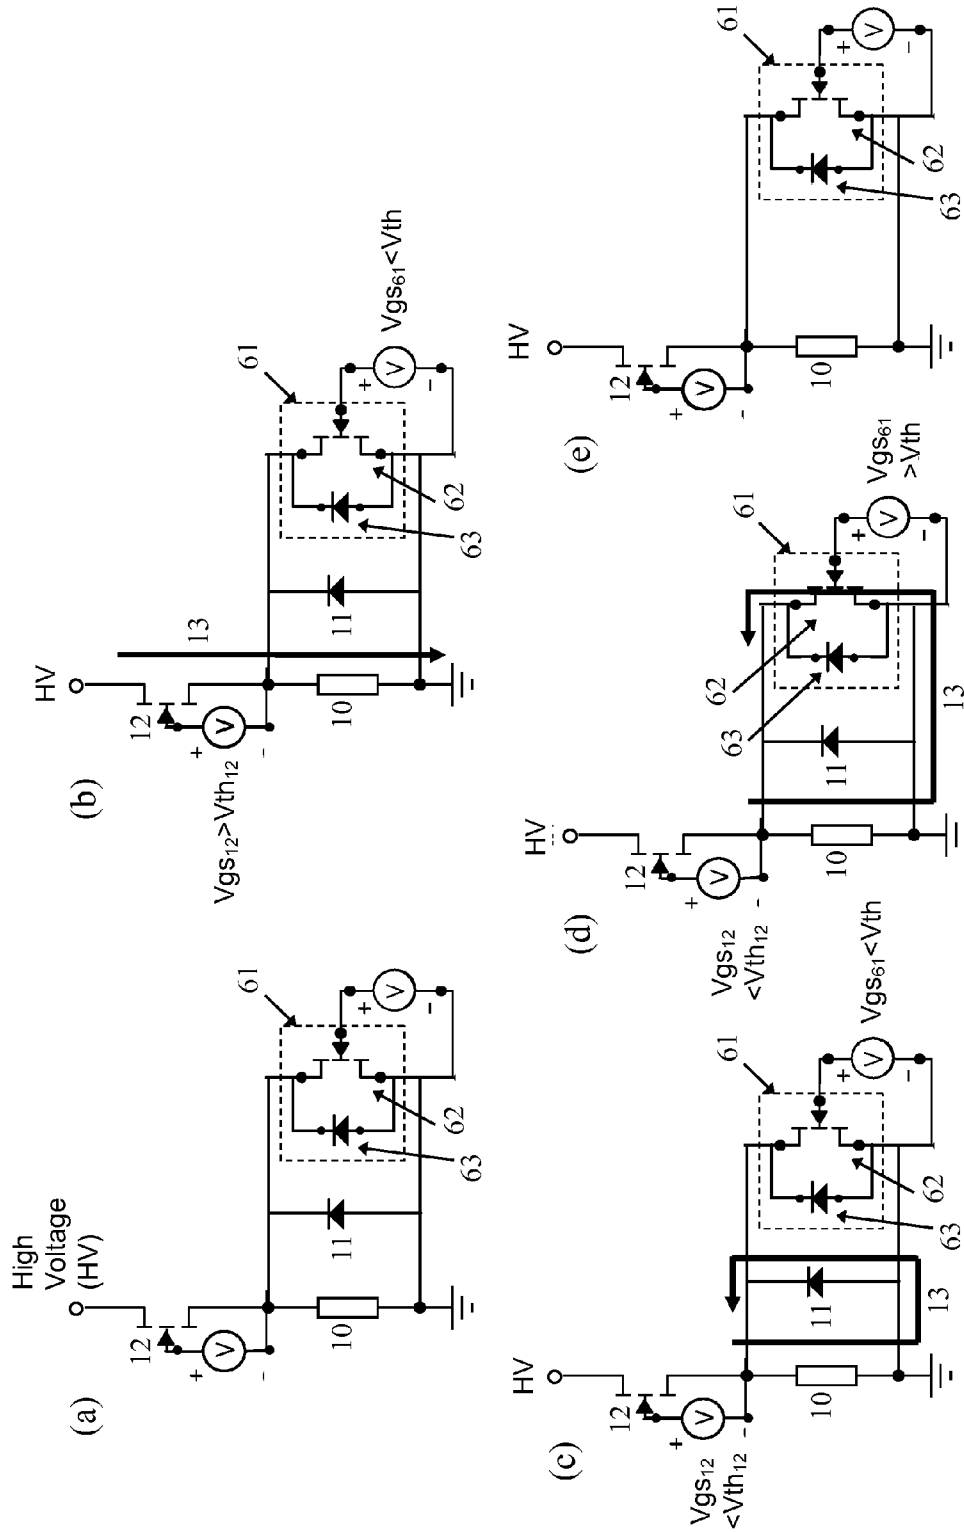 (a)
High
Voltage
(HV)
12
+
V
-
10
11
61
62
63
+
V
-
(b)
HV
13
12
+
V
-
Vgs12>Vth12
10
11
61
62
63
+
V
-
Vgs61<Vth
(c)
HV
12
+
V
-
Vgs12
<Vth12
10
11
13
61
62
63
+
V
-
Vgs61<Vth
(d)
HV
12
+
V
-
Vgs12
<Vth12
10
11
13
61
62
63
+
V
-
Vgs61
>Vth
(e)
HV
12
+
V
-
10
61
62
63
+
V
-